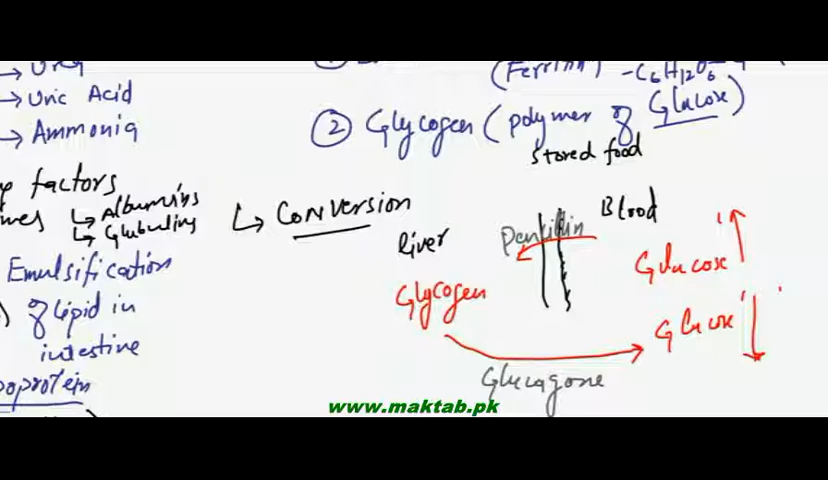 → Uric Acid
→ Ammonia
factors
↳ Albumins
↳ Globulins
Emulsification
of lipid in
intestine
oprotein
(Ferritin) - C6H12O6
② Glycogen (polymer of Glucose)
Stored food
↳ Conversion
Liver
Blood
Glucose ↑
Glycogen
Glucose ↓
Glucagone
www.maktab.pk